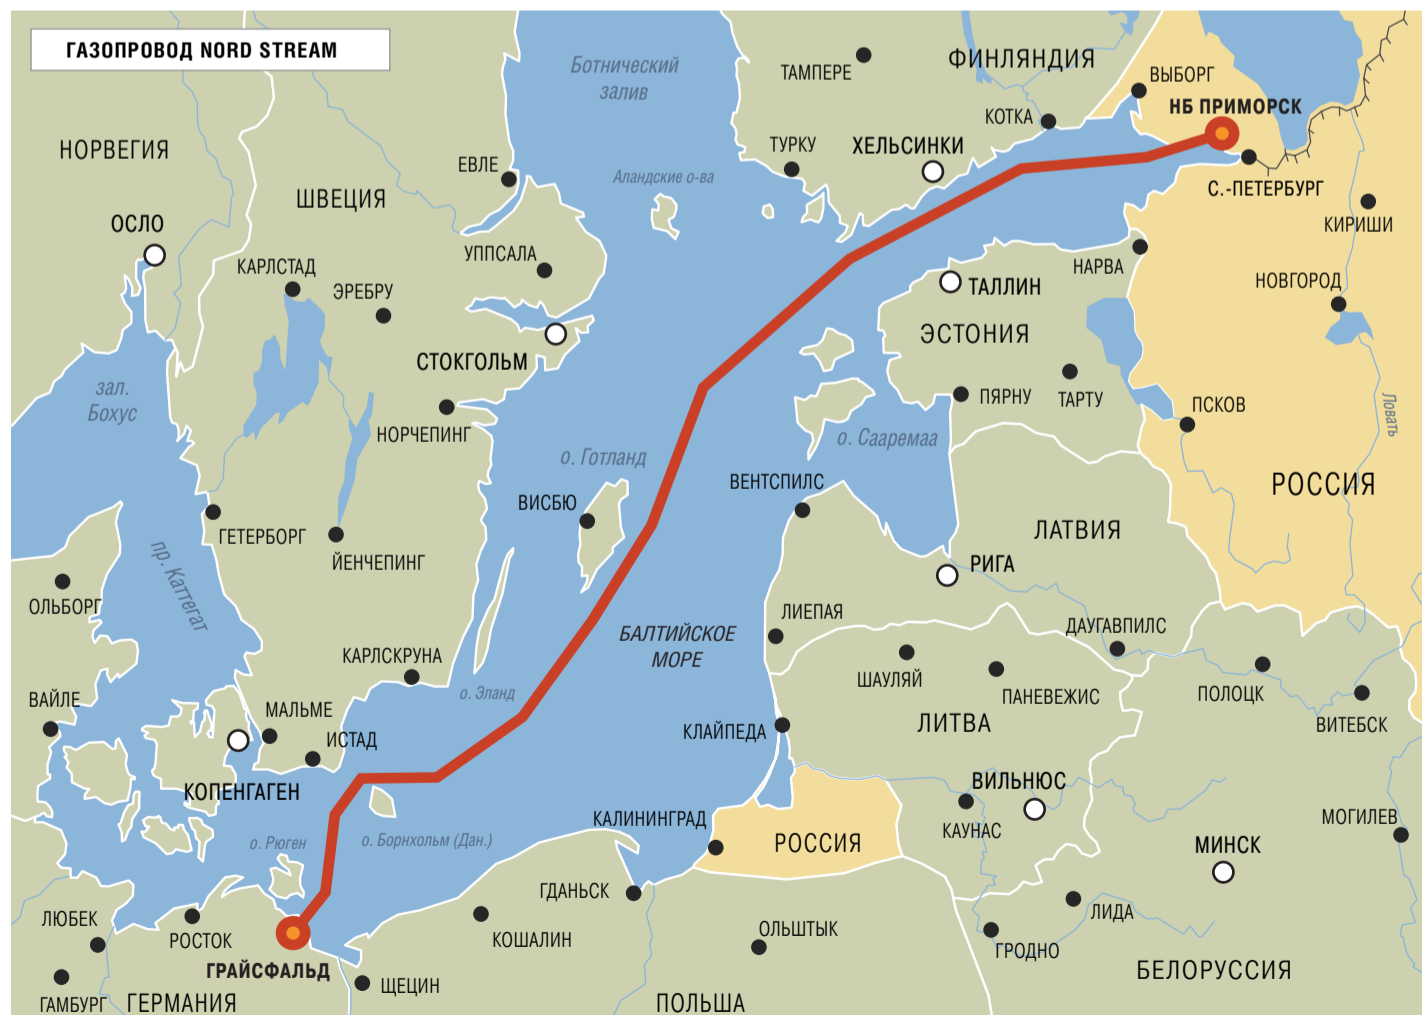 ГАЗОПРОВОД NORD STREAM
Ботнический
залив
ТАМПЕРЕ
ФИНЛЯНДИЯ
ВЫБОРГ
НБ ПРИМОРСК
КОТКА
НОРВЕГИЯ
ЕВЛЕ
ТУРКУ
ХЕЛЬСИНКИ
Аландские о-ва
С.-ПЕТЕРБУРГ
ШВЕЦИЯ
КИРИШИ
ОСЛО
УППСАЛА
КАРЛСТАД
НАРВА
ЭРЕБРУ
ТАЛЛИН
НОВГОРОД
ЭСТОНИЯ
СТОКГОЛЬМ
зал.
Бохус
ПЯРНУ
ТАРТУ
ПСКОВ
Ловать
НОРЧЕПИНГ
о. Сааремаа
о. Готланд
ВЕНТСПИЛС
РОССИЯ
ВИСБЮ
ГЕТЕРБОРГ
ЛАТВИЯ
ЙЕНЧЕПИНГ
РИГА
пр. Каттегат
ОЛЬБОРГ
ЛИЕПАЯ
ДАУГАВПИЛС
БАЛТИЙСКОЕ
МОРЕ
КАРЛСКРУНА
ШАУЛЯЙ
ПАНЕВЕЖИС
ПОЛОЦК
о. Эланд
ВАЙЛЕ
МАЛЬМЕ
КЛАЙПЕДА
ЛИТВА
ВИТЕБСК
ИСТАД
КОПЕНГАГЕН
ВИЛЬНЮС
КАЛИНИНГРАД
КАУНАС
МОГИЛЕВ
о. Рюген
о. Борнхольм (Дан.)
РОССИЯ
МИНСК
ГДАНЬСК
ЛЮБЕК
РОСТОК
КОШАЛИН
ОЛЬШТЫК
ЛИДА
ГРОДНО
ГРАЙСФАЛЬД
ЩЕЦИН
БЕЛОРУССИЯ
ГАМБУРГ
ГЕРМАНИЯ
ПОЛЬША